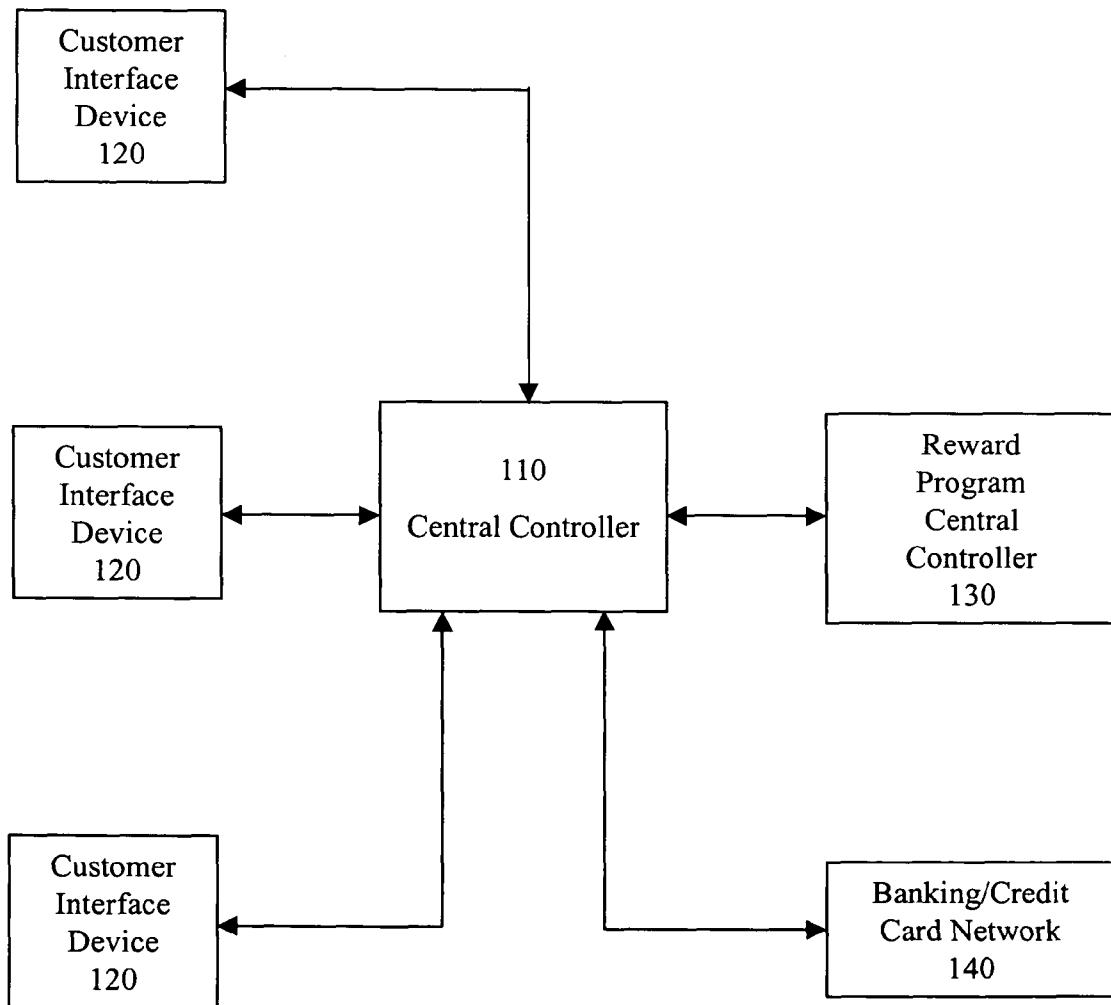 Customer
Interface
Device
120
110
Central Controller
Customer
Interface
Device
120
Reward
Program
Central
Controller
130
Customer
Interface
Device
120
Banking/Credit
Card Network
140